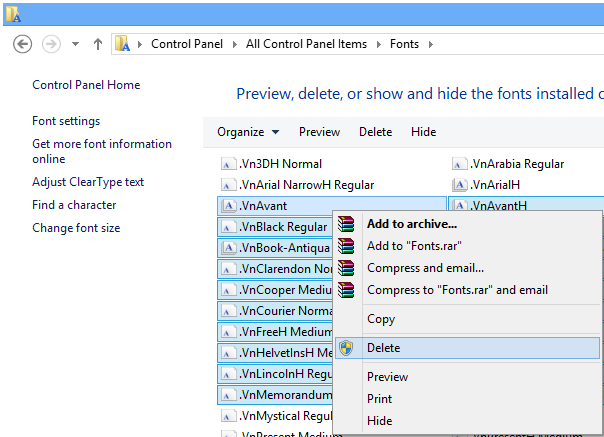 Control Panel
All Control Panel Items
Fonts
Control Panel Home
Font settings
Get more font information
online
Adjust ClearType text
Find a character
Change font size
Preview, delete, or show and hide the fonts installed
Organize
Preview
Delete
Hide
.Vn3DH Normal
.VnArabia Regular
.VnArial NarrowH Regular
.VnArialH
.VnAvant
.VnAvantH
.VnBlack Regular
.VnBook-Antiqua
.VnClarendon Nor
.VnCooper Medium
.VnCourier Norma
.VnFreeH Medium
.VnHelvetInsH Me
.VnLincolnH Regu
.VnMemorandum
.VnMystical Regul
Add to archive...
Add to "Fonts.rar"
Compress and email...
Compress to "Fonts.rar" and email
Copy
Delete
Preview
Print
Hide